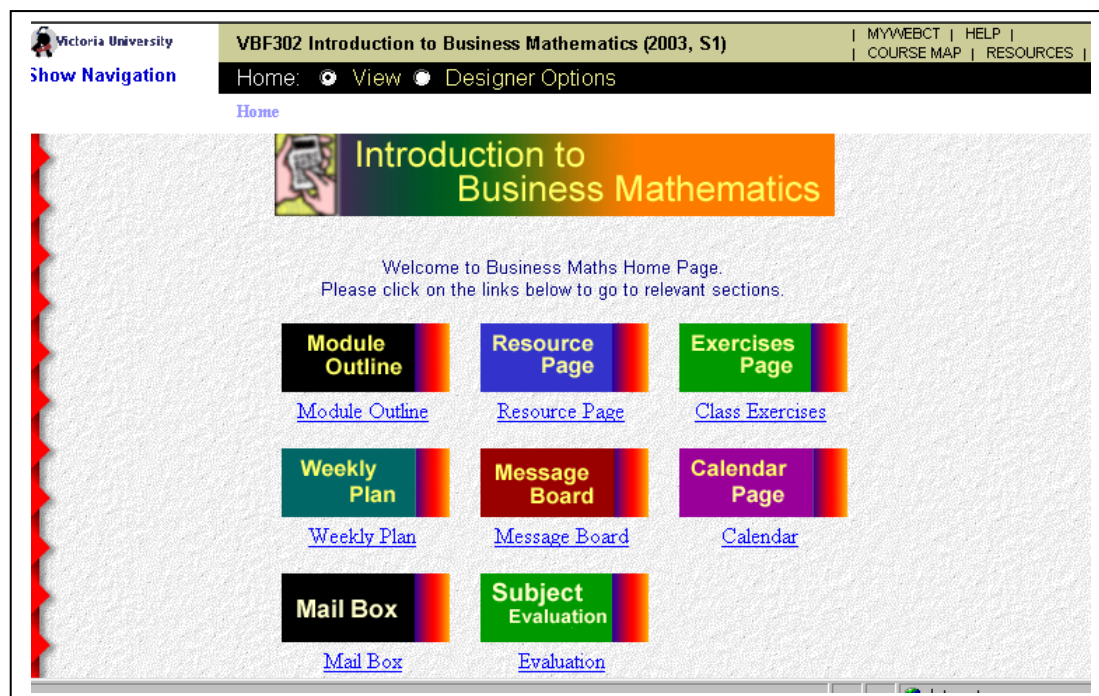 Victoria University
VBF302 Introduction to Business Mathematics (2003, S1)
| MYWEBCT | HELP |
| COURSE MAP | RESOURCES |
Show Navigation
Home: View Designer Options
Home
Introduction to
Business Mathematics
Welcome to Business Maths Home Page.
Please click on the links below to go to relevant sections.
Module
Outline
Resource
Page
Exercises
Page
Module Outline
Resource Page
Class Exercises
Weekly
Plan
Message
Board
Calendar
Page
Weekly Plan
Message Board
Calendar
Mail Box
Subject
Evaluation
Mail Box
Evaluation